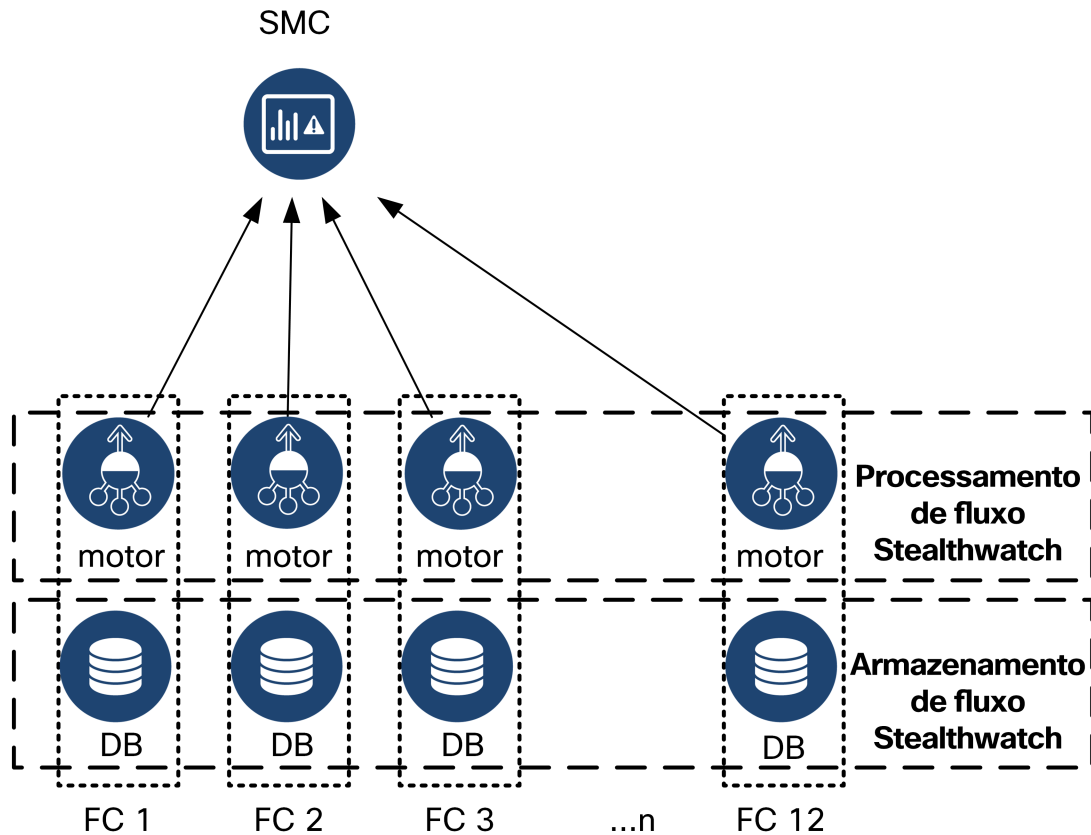 SMC
motor
motor
motor
motor
Processamento
de fluxo
Stealthwatch
DB
DB
DB
DB
Armazenamento
de fluxo
Stealthwatch
FC 1
FC 2
FC 3
...n
FC 12